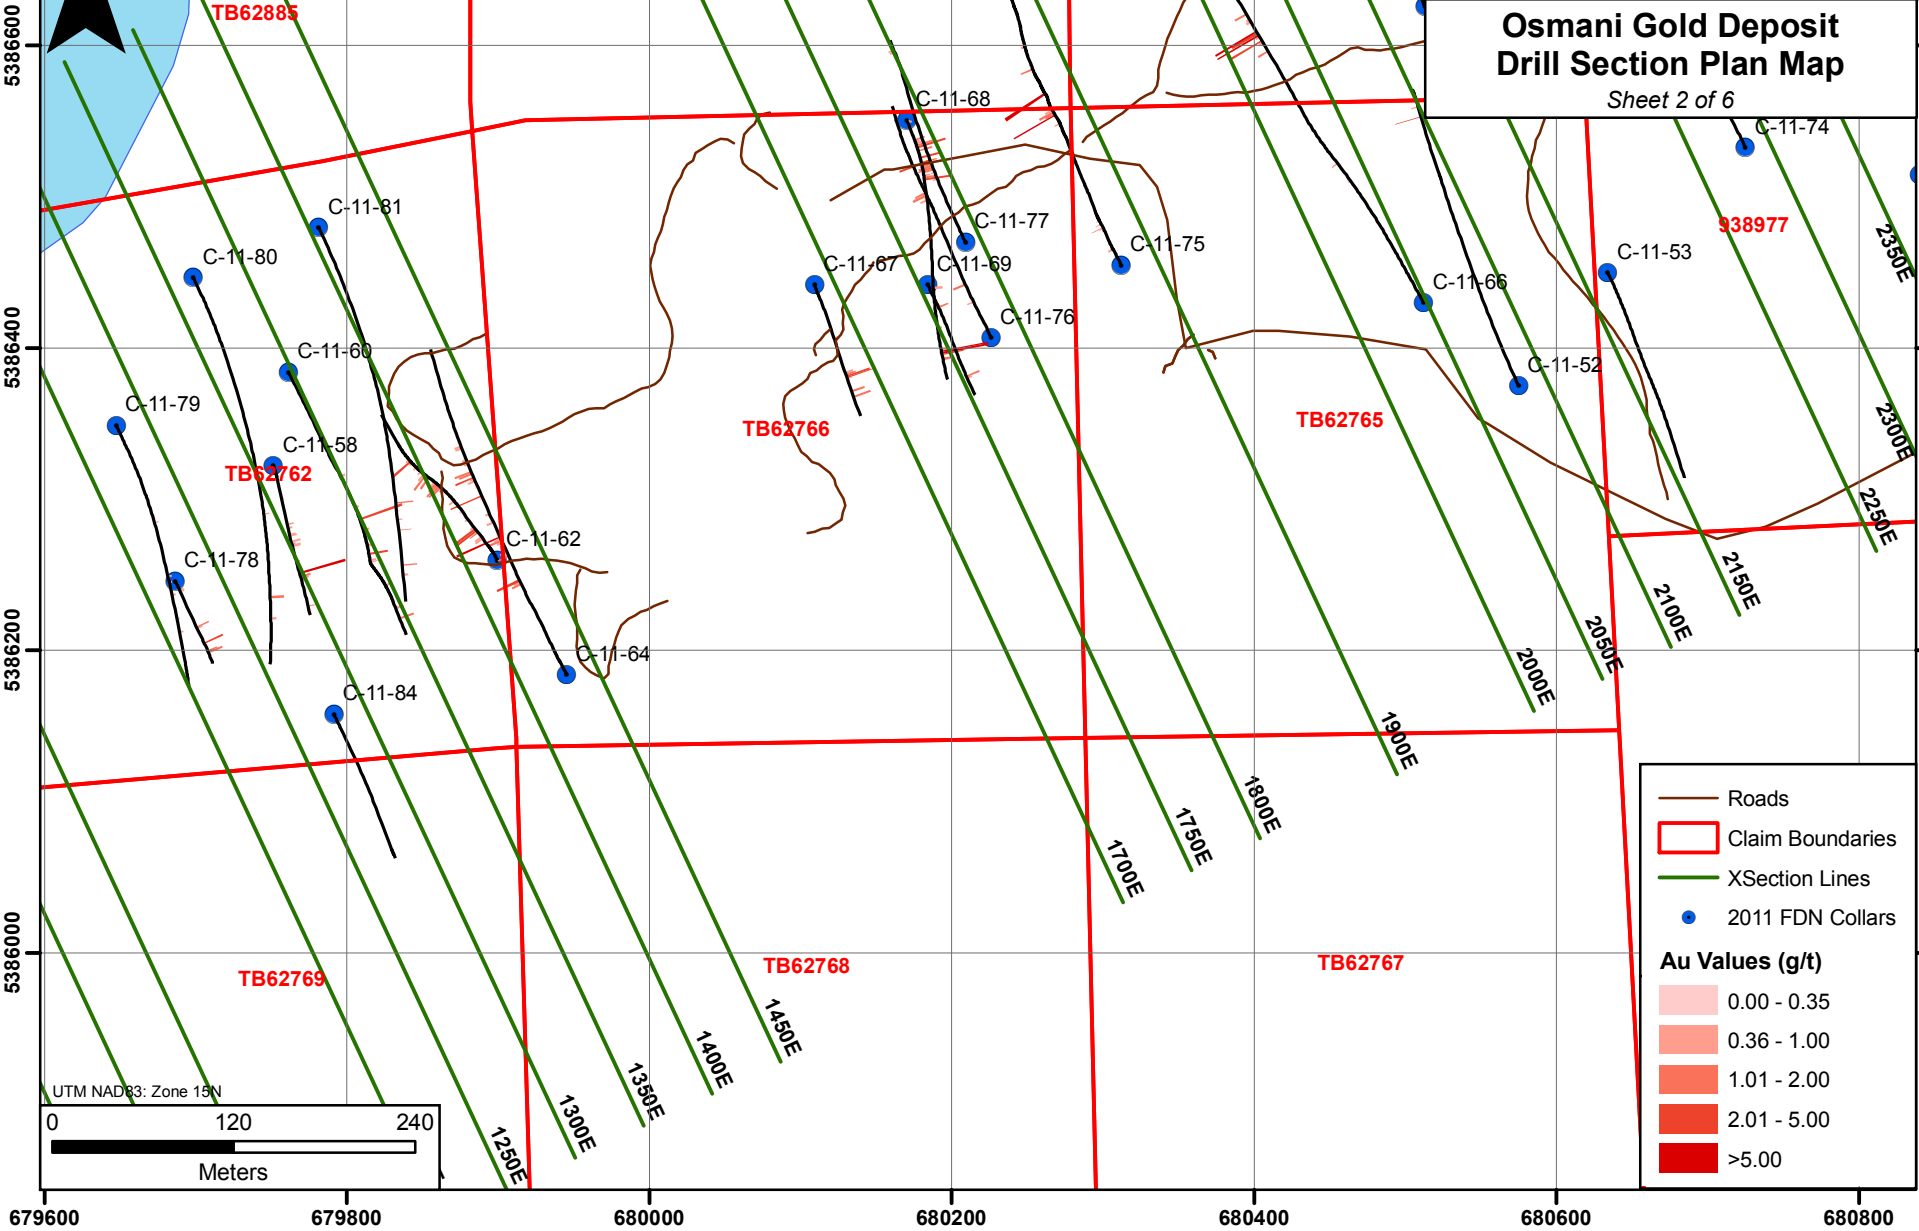 Osmani Gold Deposit
Drill Section Plan Map
Sheet 2 of 6
TB62885
C-11-68
C-11-74
C-11-81
C-11-77
938977
C-11-80
C-11-67
C-11-69
C-11-75
C-11-53
2350E
C-11-66
C-11-76
C-11-60
C-11-52
C-11-79
TB62766
TB62765
2300E
C-11-58
TB62762
2250E
C-11-62
C-11-78
2150E
2100E
2050E
C-11-64
2000E
C-11-84
1900E
1800E
1750E
1700E
TB62769
TB62768
TB62767
1450E
1400E
1350E
1300E
1250E
Roads
Claim Boundaries
XSection Lines
2011 FDN Collars
Au Values (g/t)
0.00 - 0.35
0.36 - 1.00
1.01 - 2.00
2.01 - 5.00
>5.00
UTM NAD83: Zone 15N
0 120 240
Meters
5386600
5386400
5386200
5386000
679600 679800 680000 680200 680400 680600 680800